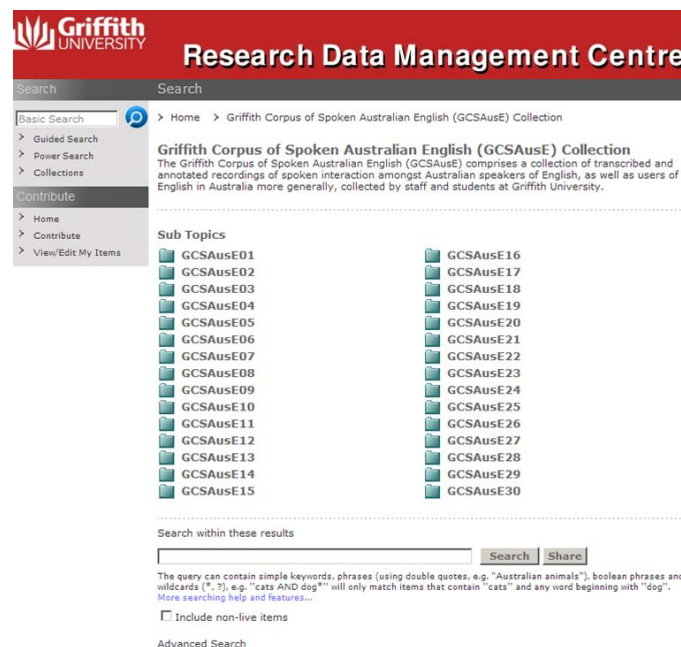 Griffith
UNIVERSITY
Research Data Management Centre
Search
Basic Search
> Guided Search
> Power Search
> Collections
Contribute
> Home
> Contribute
> View/Edit My Items
Search
> Home > Griffith Corpus of Spoken Australian English (GCSAusE) Collection
Griffith Corpus of Spoken Australian English (GCSAusE) Collection
The Griffith Corpus of Spoken Australian English (GCSAusE) comprises a collection of transcribed and
annotated recordings of spoken interaction amongst Australian speakers of English, as well as users of
English in Australia more generally, collected by staff and students at Griffith University.
Sub Topics
GCSAusE01
GCSAusE02
GCSAusE03
GCSAusE04
GCSAusE05
GCSAusE06
GCSAusE07
GCSAusE08
GCSAusE09
GCSAusE10
GCSAusE11
GCSAusE12
GCSAusE13
GCSAusE14
GCSAusE15
GCSAusE16
GCSAusE17
GCSAusE18
GCSAusE19
GCSAusE20
GCSAusE21
GCSAusE22
GCSAusE23
GCSAusE24
GCSAusE25
GCSAusE26
GCSAusE27
GCSAusE28
GCSAusE29
GCSAusE30
Search within these results
Search Share
The query can contain simple keywords, phrases (using double quotes, e.g. "Australian animals"), boolean phrases and
wildcards (*, ?), e.g. "cats AND dog*" will only match items that contain "cats" and any word beginning with "dog".
More searching help and features...
Include non-live items
Advanced Search